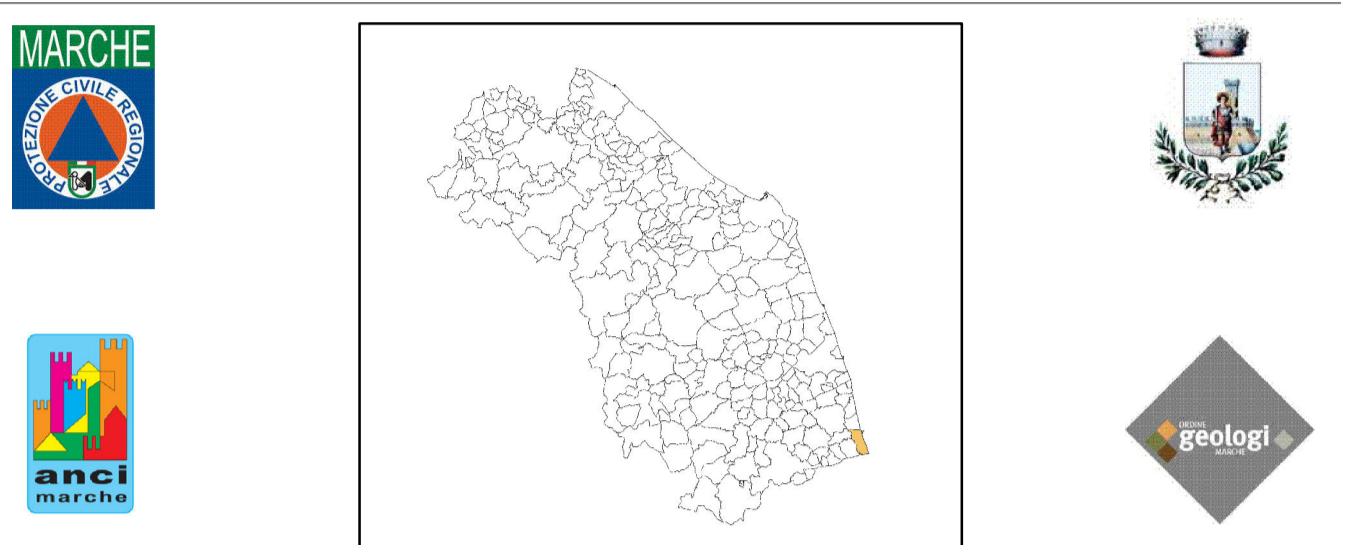 MARCHE
PROTEZIONE CIVILE REGIONALE
anci
marche
ORDINE
geologi
MARCHE